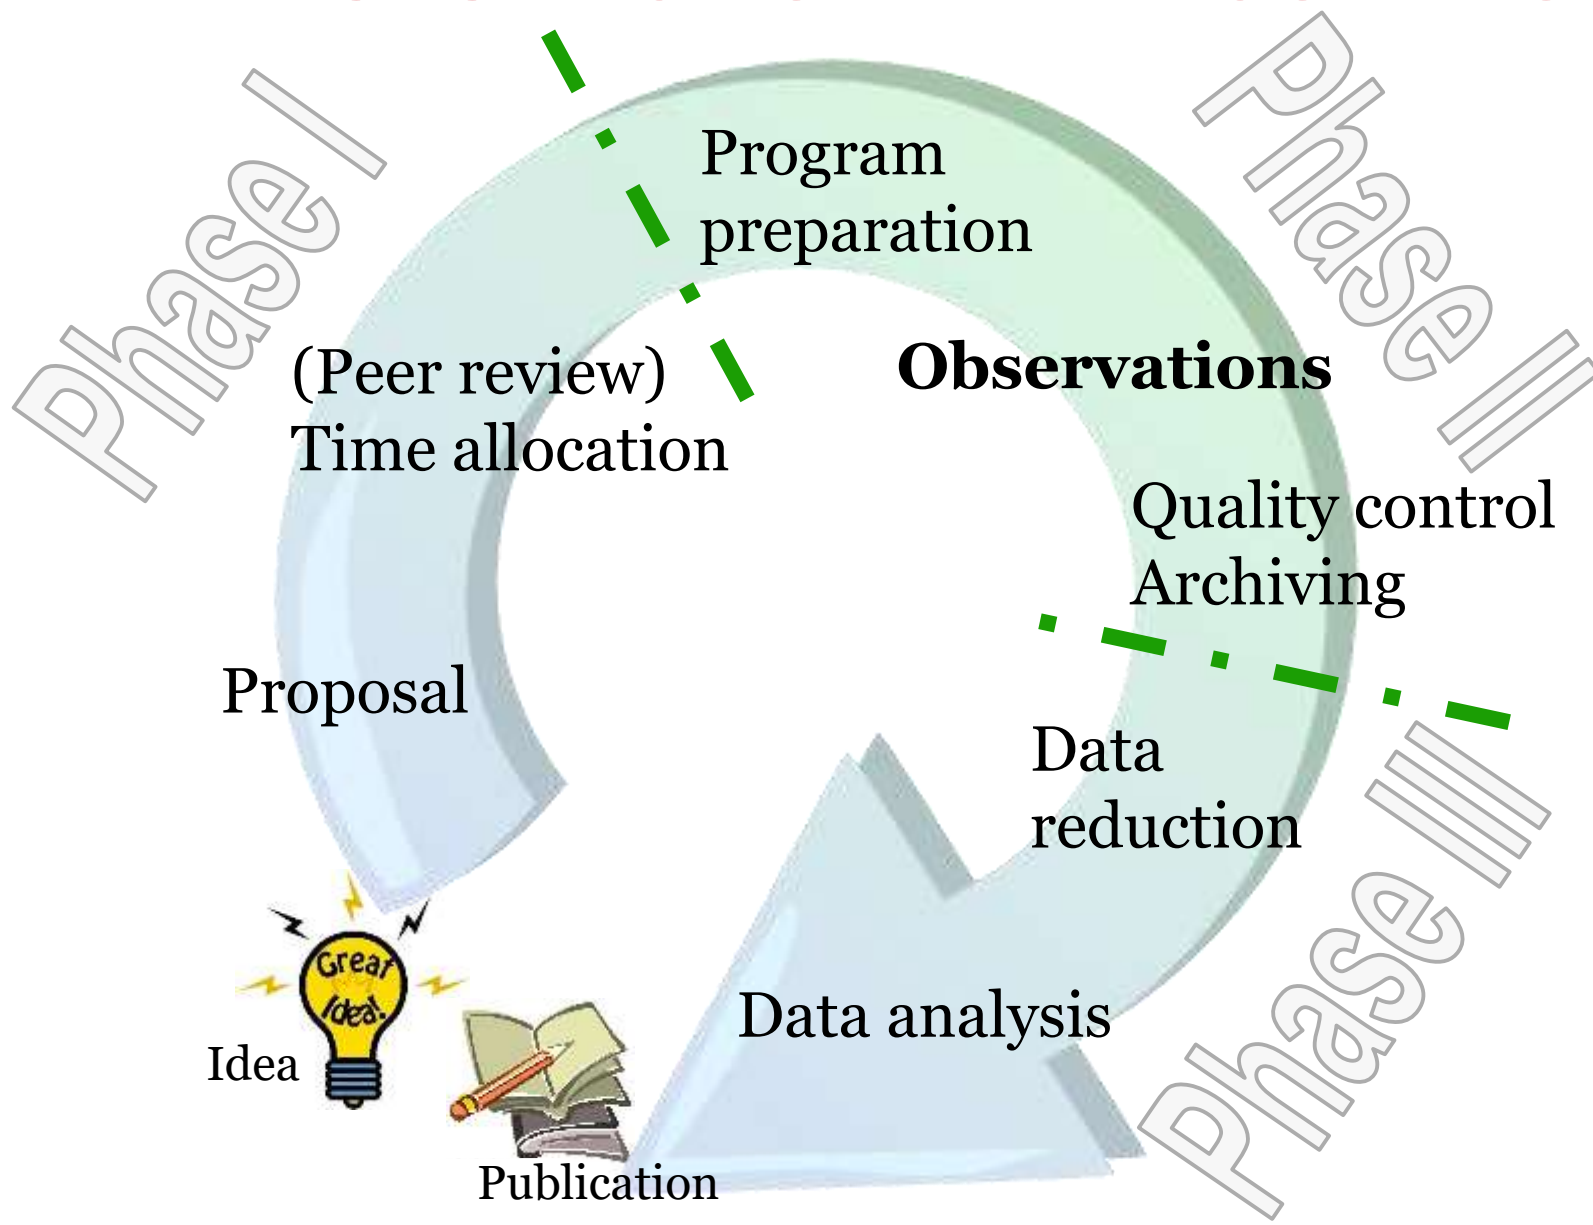 Phase I
Program
preparation
Phase II
(Peer review)
Time allocation
Observations
Quality control
Archiving
Proposal
Data
reduction
Phase III
Data analysis
Great
Idea!
Idea
Publication